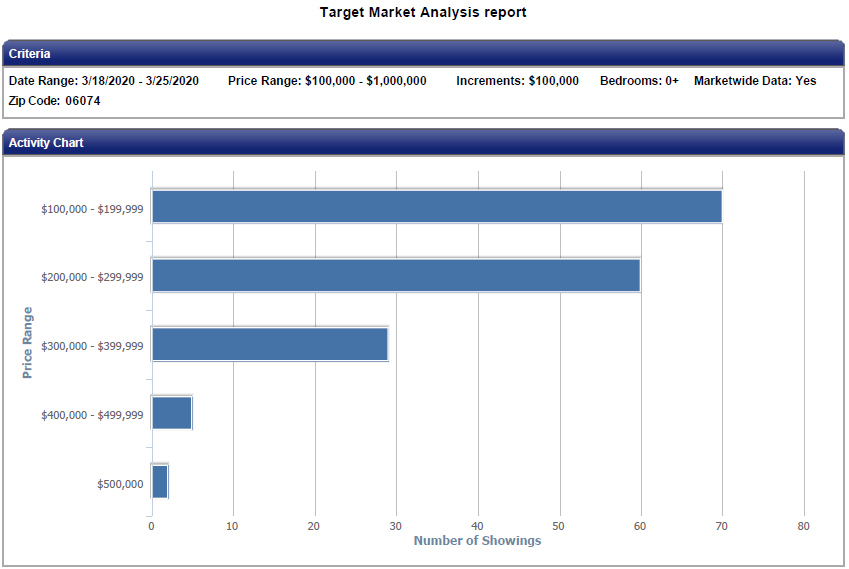 Target Market Analysis report
Criteria
Date Range: 3/18/2020 - 3/25/2020 Price Range: $100,000 - $1,000,000 Increments: $100,000 Bedrooms: 0+ Marketwide Data: Yes
Zip Code: 06074
Activity Chart
Price Range
$100,000 - $199,999
$200,000 - $299,999
$300,000 - $399,999
$400,000 - $499,999
$500,000
0 10 20 30 40 50 60 70 80
Number of Showings